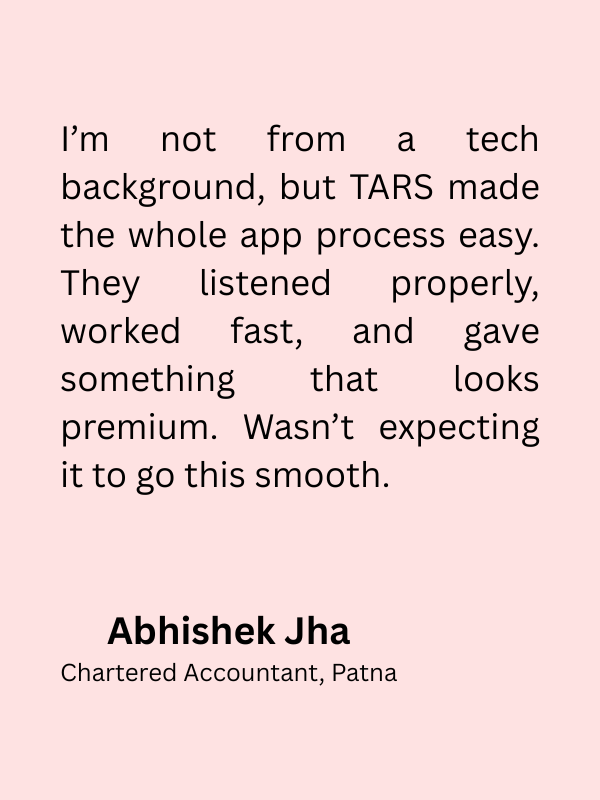 I’m not from a tech
background, but TARS made
the whole app process easy.
They listened properly,
worked fast, and gave
something that looks
premium. Wasn’t expecting
it to go this smooth.
Abhishek Jha
Chartered Accountant, Patna